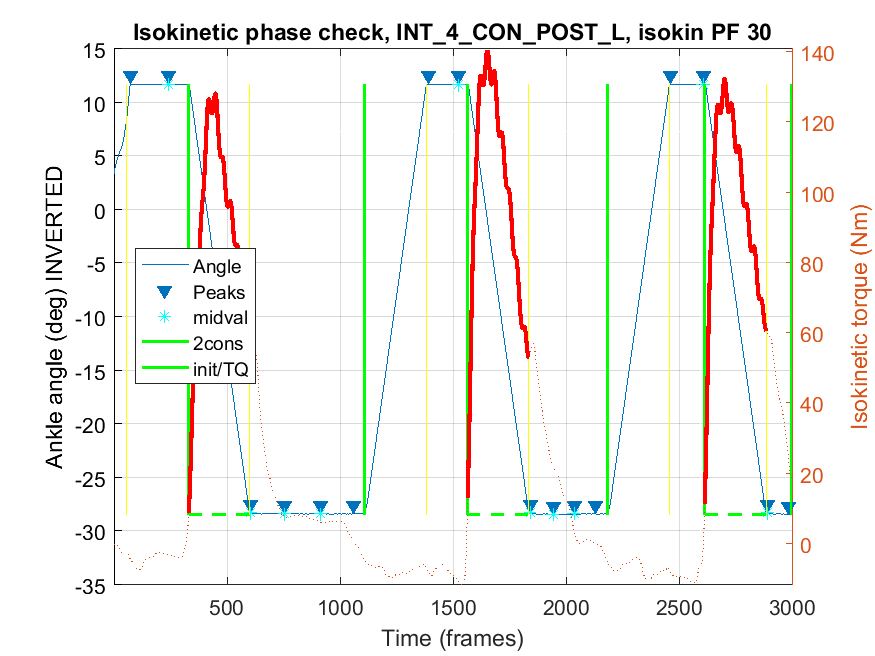 Isokinetic phase check, INT_4_CON_POST_L, isokin PF 30
15
10
5
0
-5
-10
-15
-20
-25
-30
-35
Ankle angle (deg) INVERTED
Angle
Peaks
midval
2cons
init/TQ
140
120
100
80
60
40
20
0
Isokinetic torque (Nm)
500
1000
1500
2000
2500
3000
Time (frames)